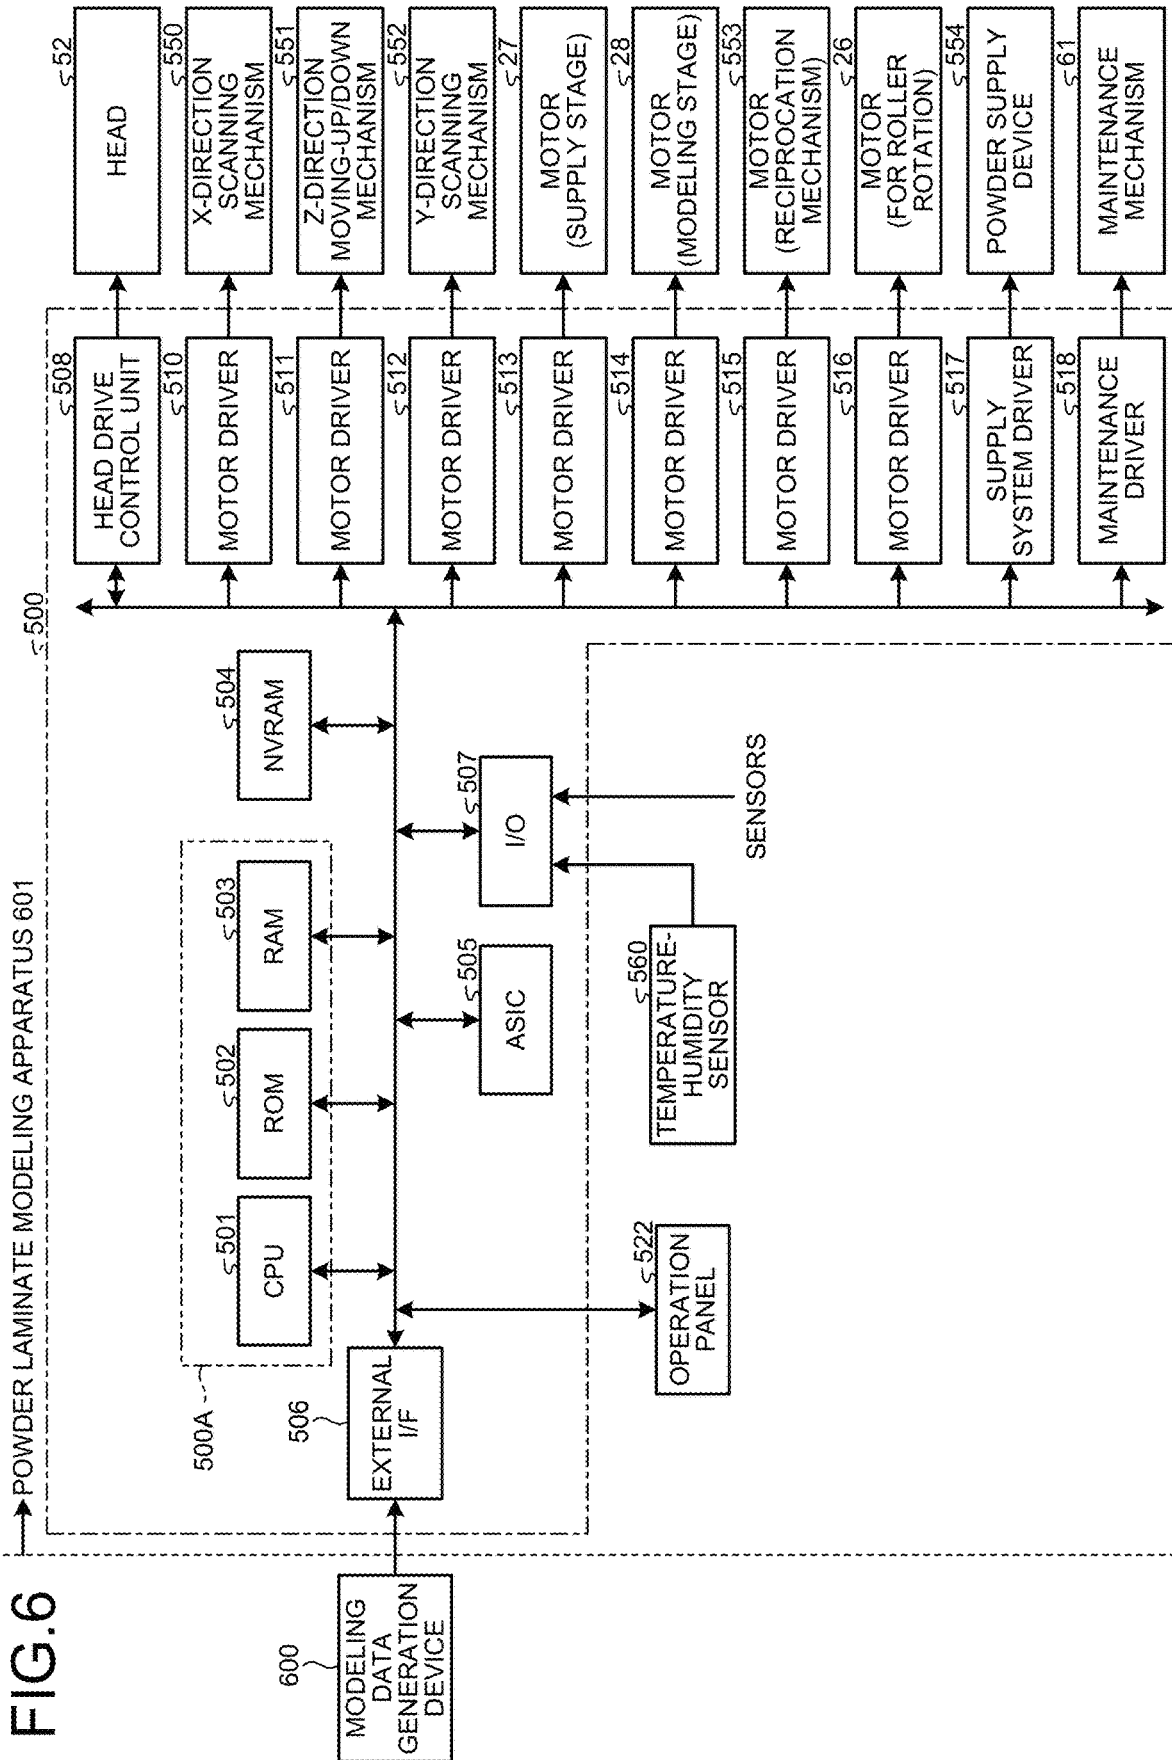 FIG.6
POWDER LAMINATE MODELING APPARATUS 601
600
MODELING
DATA
GENERATION
DEVICE
500
500A
506
EXTERNAL
I/F
501
CPU
502
ROM
503
RAM
504
NVRAM
505
ASIC
507
I/O
522
OPERATION
PANEL
560
TEMPERATURE-
HUMIDITY
SENSOR
SENSORS
508
HEAD DRIVE
CONTROL UNIT
52
HEAD
510
MOTOR DRIVER
550
X-DIRECTION
SCANNING
MECHANISM
511
MOTOR DRIVER
551
Z-DIRECTION
MOVING-UP/DOWN
MECHANISM
512
MOTOR DRIVER
552
Y-DIRECTION
SCANNING
MECHANISM
513
MOTOR DRIVER
27
MOTOR
(SUPPLY STAGE)
514
MOTOR DRIVER
28
MOTOR
(MODELING STAGE)
515
MOTOR DRIVER
553
MOTOR
(RECIPROCATION
MECHANISM)
516
MOTOR DRIVER
26
MOTOR
(FOR ROLLER
ROTATION)
517
SUPPLY
SYSTEM DRIVER
554
POWDER SUPPLY
DEVICE
518
MAINTENANCE
DRIVER
61
MAINTENANCE
MECHANISM